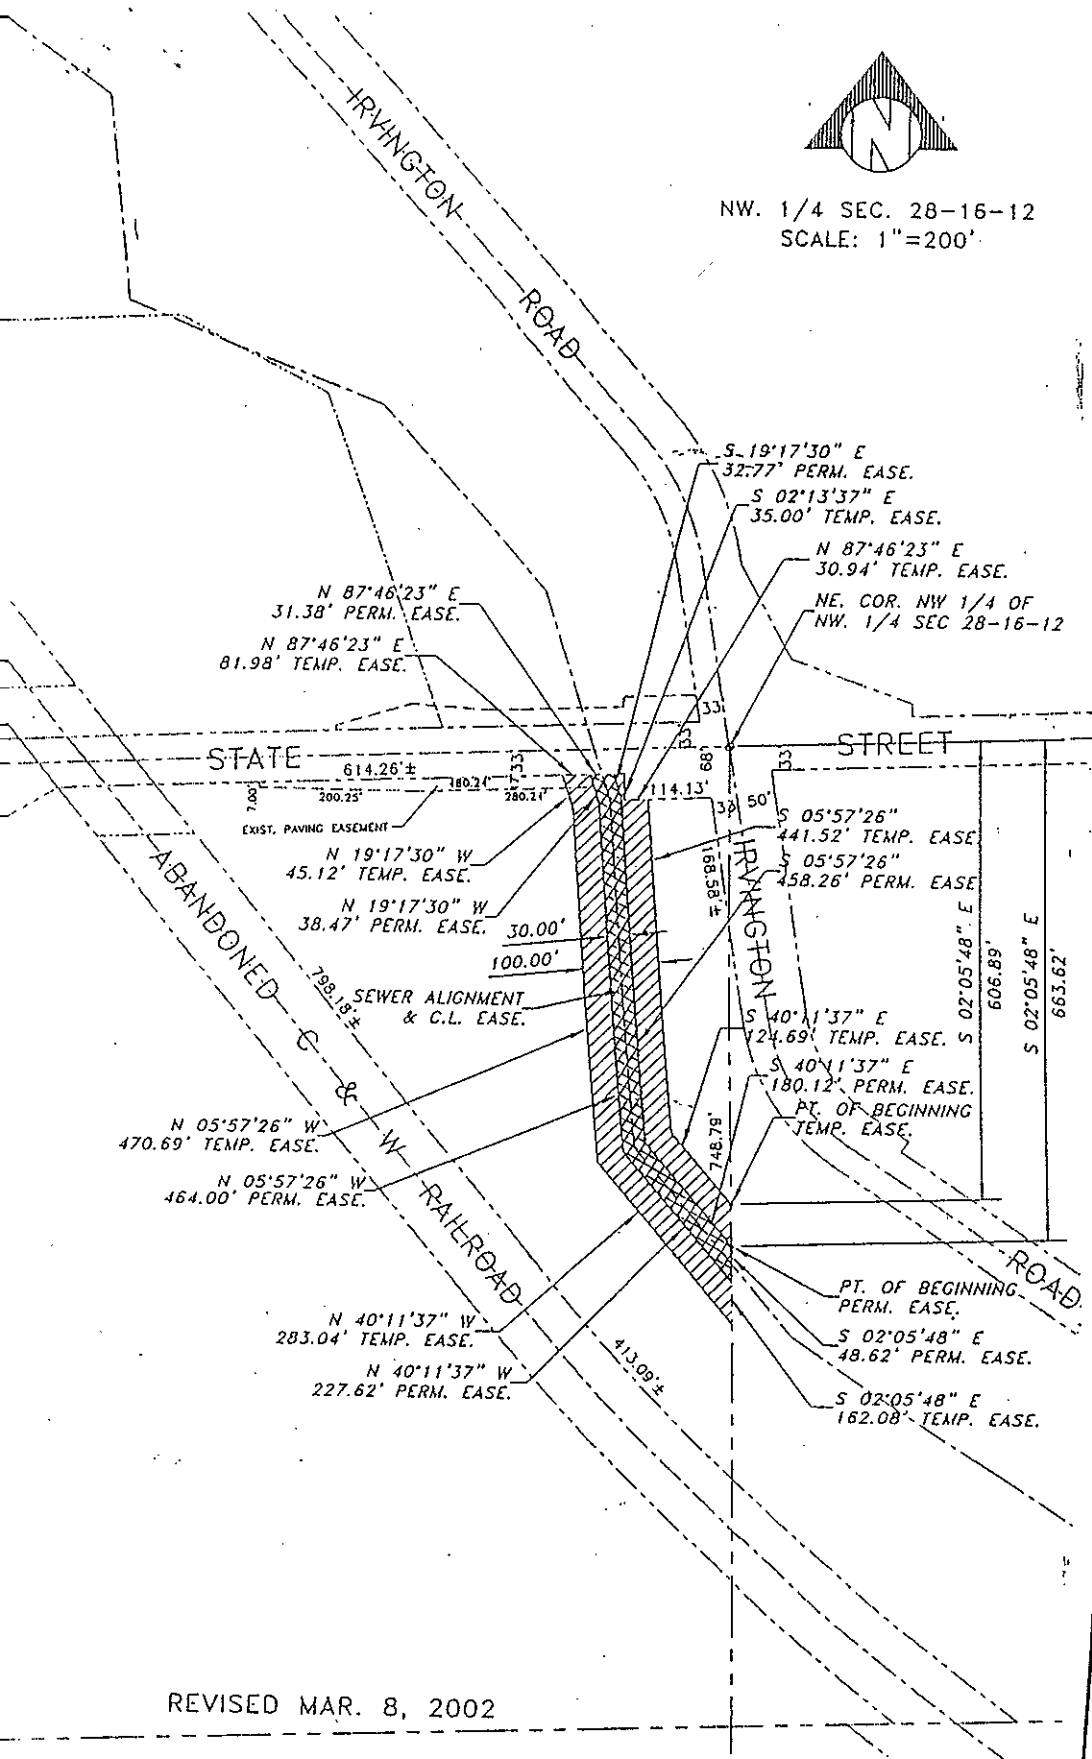 N
NW. 1/4 SEC. 28-16-12
SCALE: 1"=200'
IRVINGTON
ROAD
S 19°17'30" E
32.77' PERM. EASE.
S 02°13'37" E
35.00' TEMP. EASE.
N 87°46'23" E
30.94' TEMP. EASE.
NE. COR. NW 1/4 OF
NW. 1/4 SEC 28-16-12
N 87°46'23" E
31.38' PERM. EASE.
N 87°46'23" E
81.98' TEMP. EASE.
33
33
68
STATE
STREET
614.26'±
33
33
7.00'
200.25'
180.24'
280.21'
114.13'
50'
EXIST. PAVING EASEMENT
S 05°57'26"
441.52' TEMP. EASE
S 05°57'26"
458.26' PERM. EASE
N 19°17'30" W
45.12' TEMP. EASE.
N 19°17'30" W
38.47' PERM. EASE.
168.58'±
IRVINGTON
30.00'
100.00'
SEWER ALIGNMENT
& C.L. EASE.
ABANDONED C & W RAILROAD
798.18'±
S 02°05'48" E
606.89'
S 02°05'48" E
663.62'
S 40°11'37" E
124.69' TEMP. EASE.
S 40°11'37" E
180.12' PERM. EASE.
PT. OF BEGINNING
TEMP. EASE.
748.79'
N 05°57'26" W
470.69' TEMP. EASE.
N 05°57'26" W
464.00' PERM. EASE.
ROAD
PT. OF BEGINNING
PERM. EASE.
N 40°11'37" W
283.04' TEMP. EASE.
N 40°11'37" W
227.62' PERM. EASE.
413.09'±
S 02°05'48" E
48.62' PERM. EASE.
S 02°05'48" E
162.08' TEMP. EASE.
REVISED MAR. 8, 2002